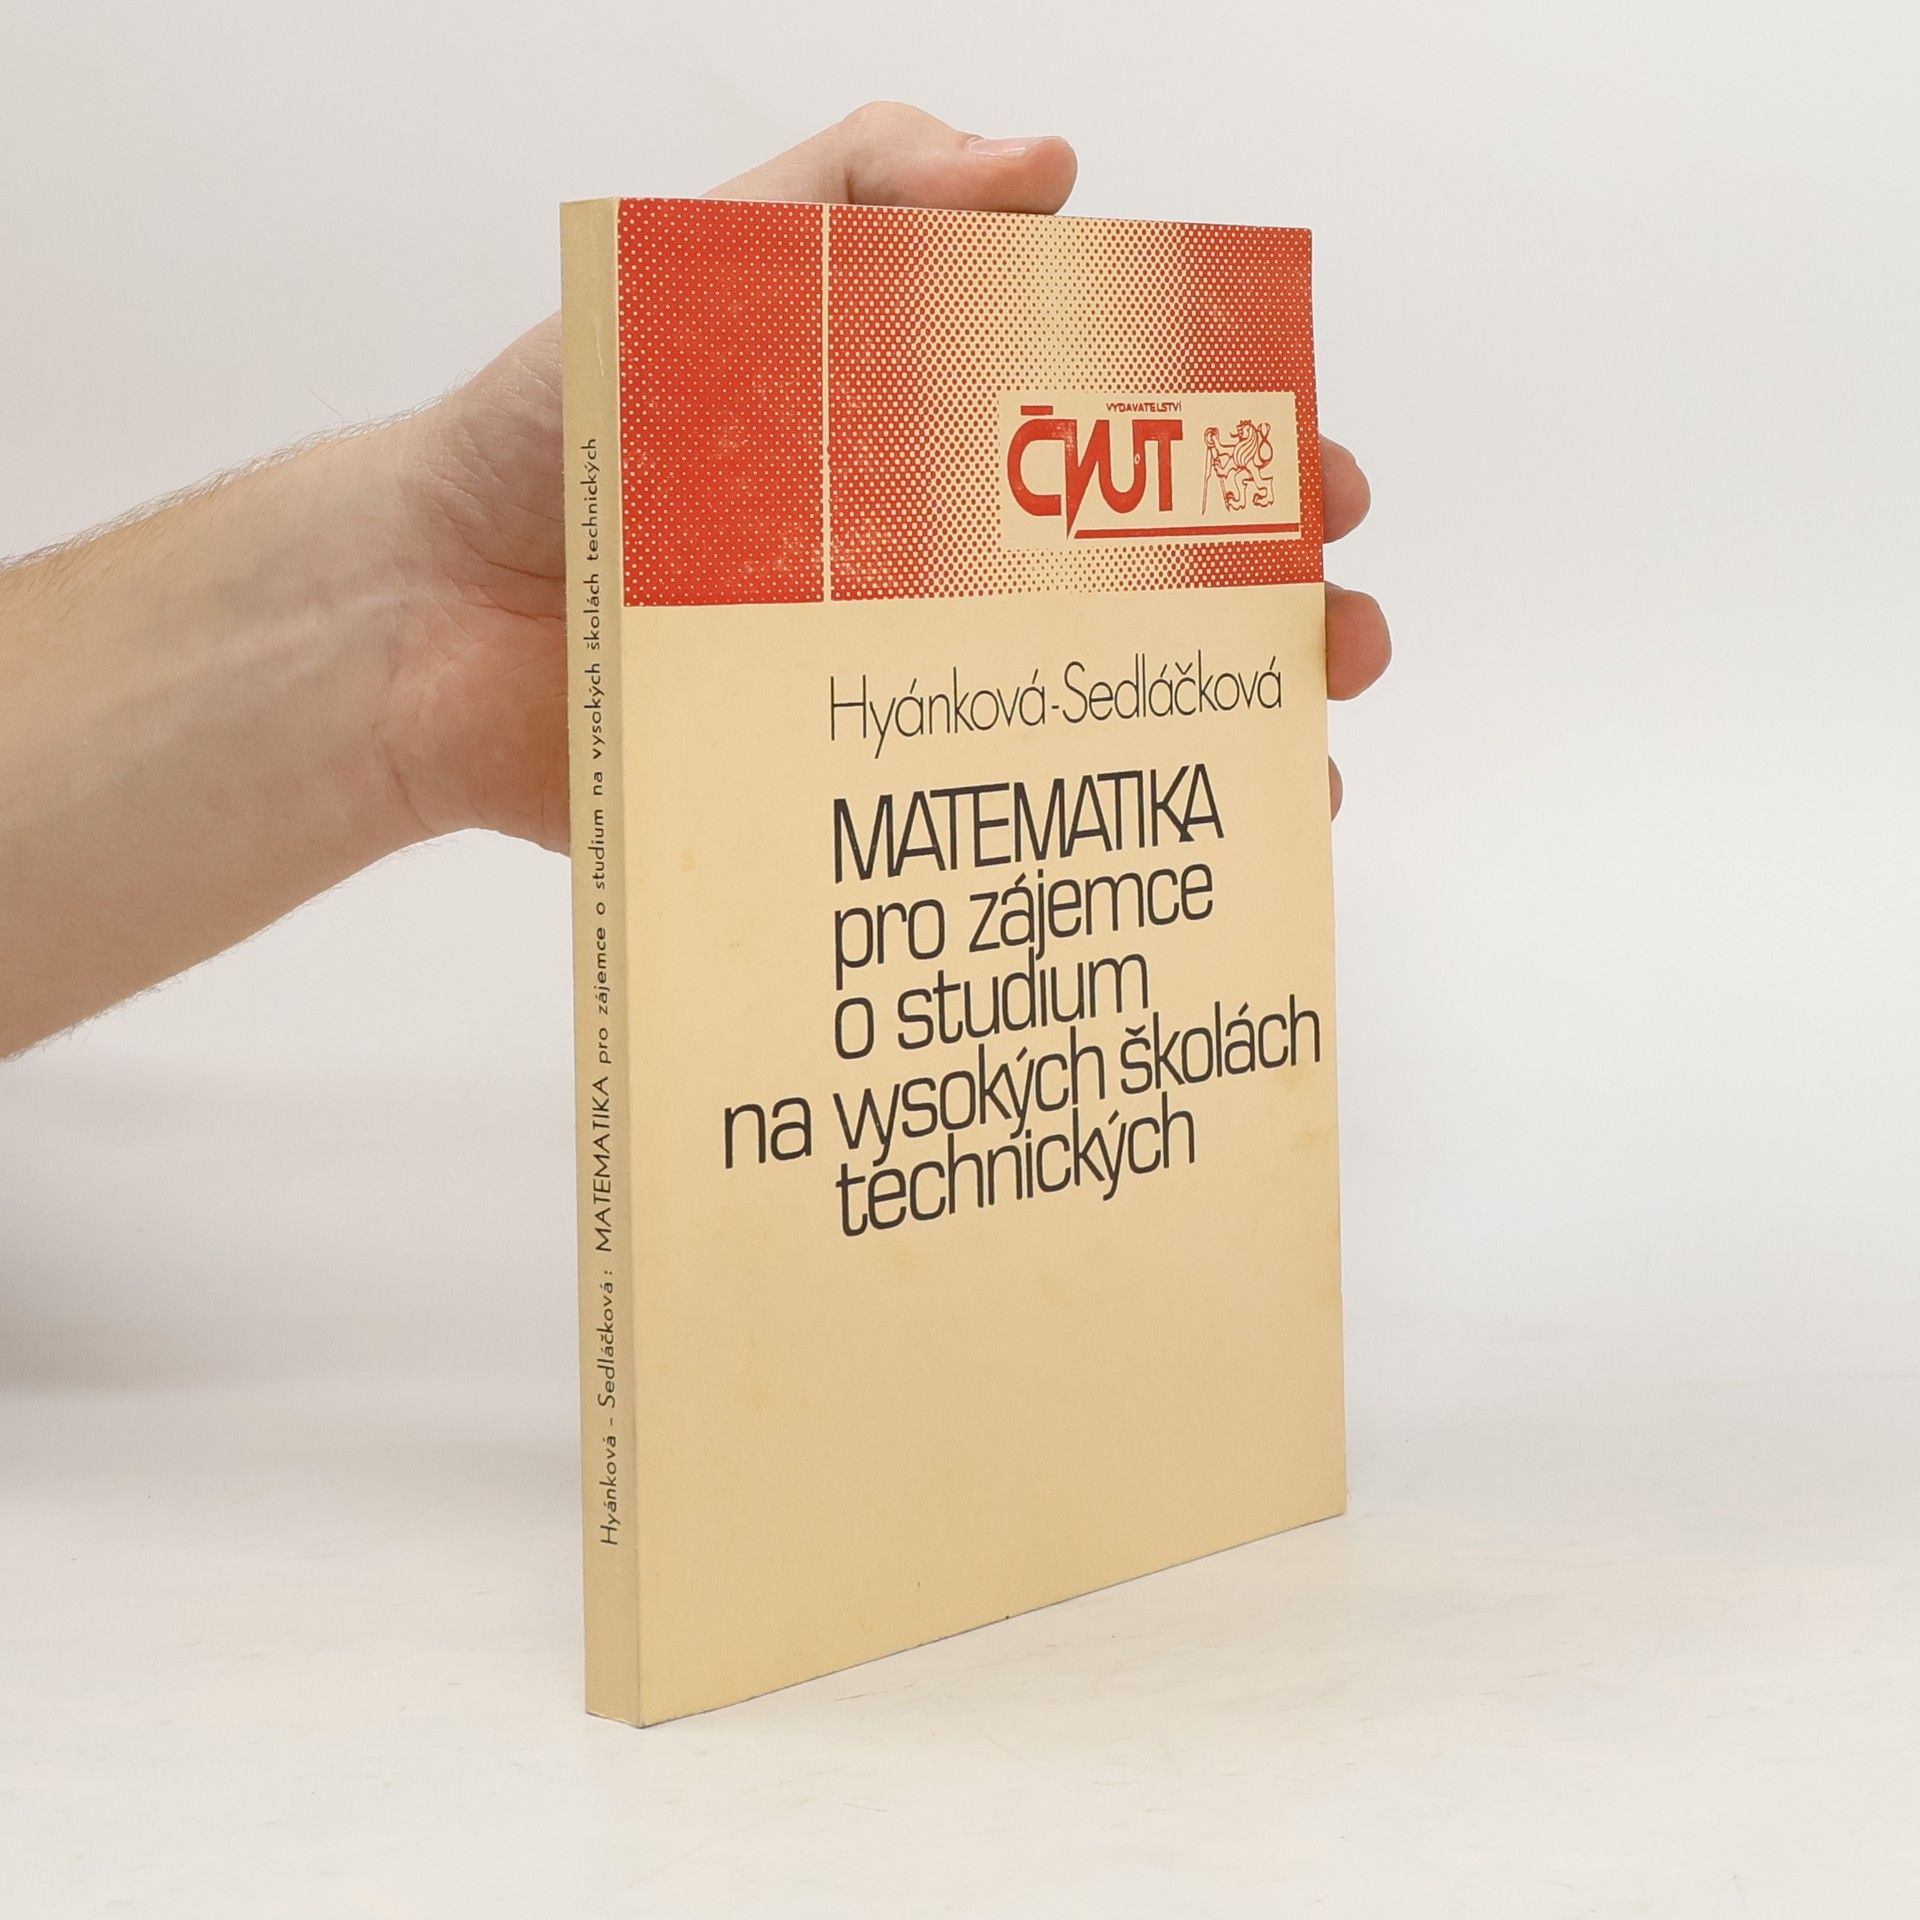 Hyánková - Sedláčková: MATEMATIKA pro zájemce o studium na vysokých školách technických
VYDAVATELSTVÍ
ČVUT
Hyánková-Sedláčková
MATEMATIKA
pro zájemce
o studium
na vysokých školách
technických